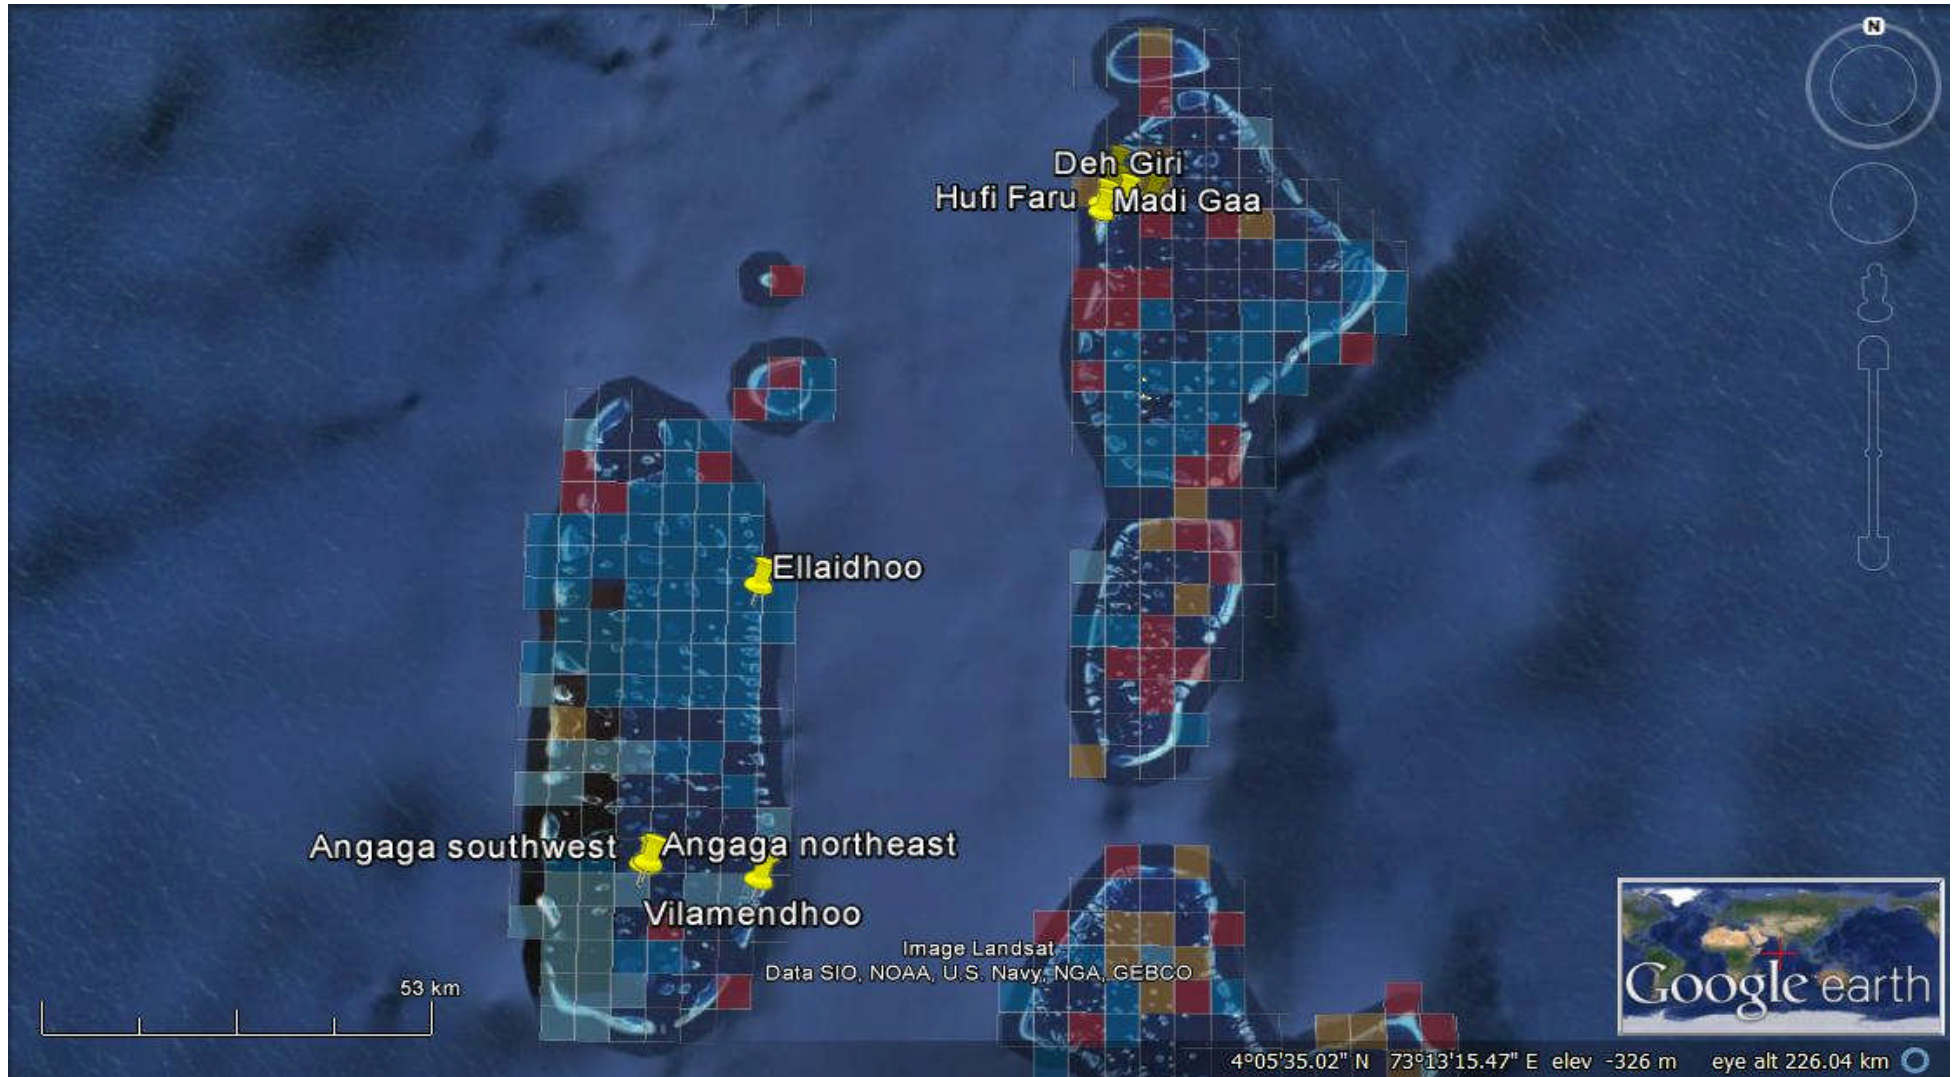 N
Deh Giri
Hufi Faru
Madi Gaa
Ellaidhoo
Angaga southwest
Angaga northeast
Vilamendhoo
Image Landsat
Data SIO, NOAA, U.S. Navy, NGA, GEBCO
53 km
Google earth
4°05'35.02" N 73°13'15.47" E elev -326 m eye alt 226.04 km